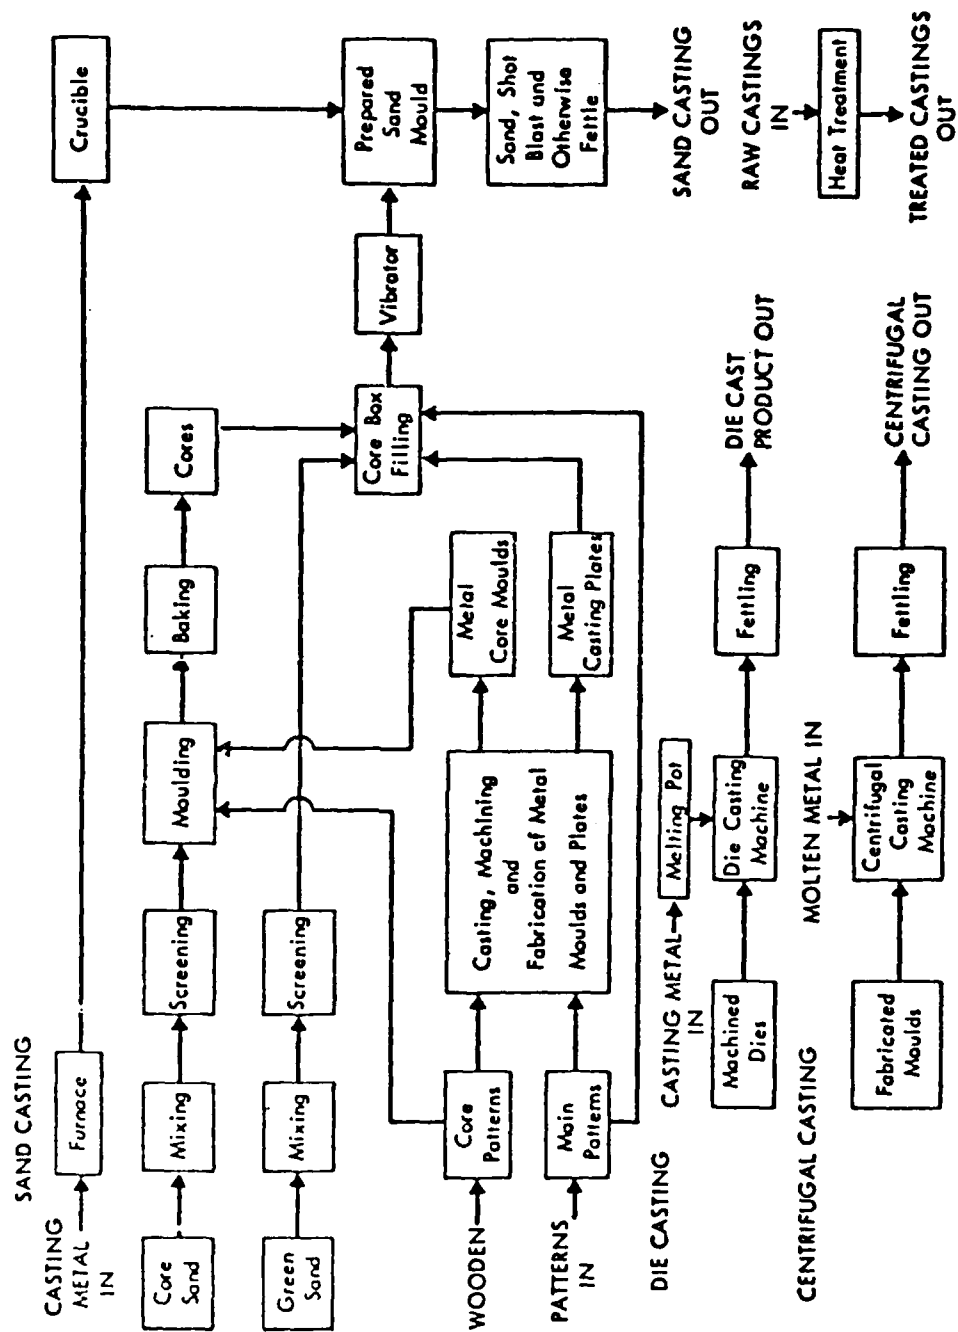 SAND CASTING
CASTING
METAL
IN
Furnace
Crucible
Core
Sand
Mixing
Screening
Moulding
Baking
Cores
Green
Sand
Mixing
Screening
Core Box
Filling
Vibrator
Prepared
Sand
Mould
Sand, Shot
Blast and
Otherwise
Fettle
SAND CASTING
OUT
WOODEN
PATTERNS
IN
Core
Patterns
Main
Patterns
Casting, Machining
and
Fabrication of Metal
Moulds and Plates
Metal
Core Moulds
Metal
Casting Plates
DIE CASTING
CASTING METAL
IN
Melting Pot
Machined
Dies
Die Casting
Machine
Fettling
DIE CAST
PRODUCT OUT
CENTRIFUGAL CASTING
MOLTEN METAL IN
Fabricated
Moulds
Centrifugal
Casting
Machine
Fettling
CENTRIFUGAL
CASTING OUT
RAW CASTINGS
IN
Heat Treatment
TREATED CASTINGS
OUT